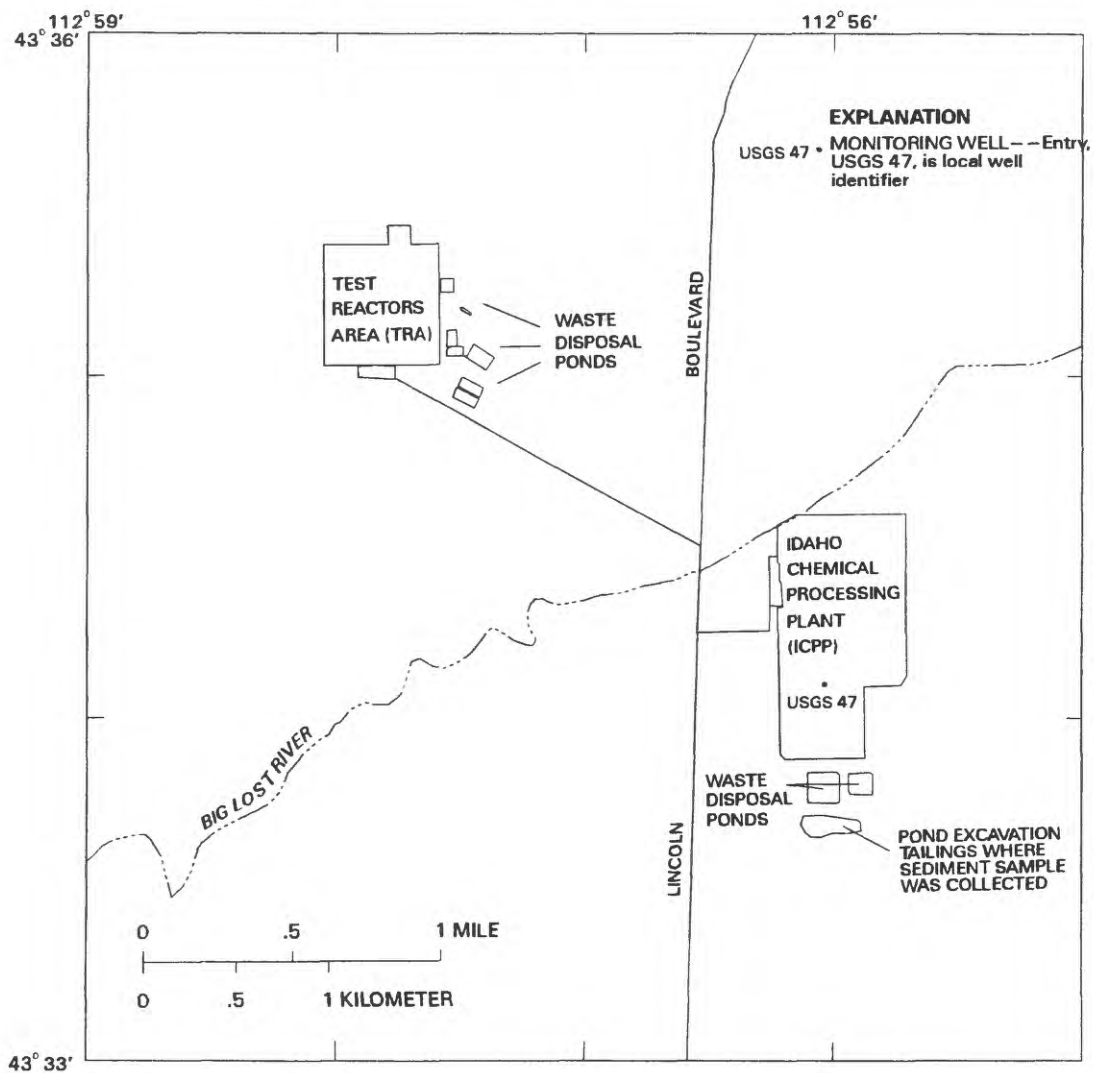 112° 59'
112° 56'
43° 36'
EXPLANATION
USGS 47 • MONITORING WELL--Entry,
USGS 47, is local well
identifier
TEST
REACTORS
AREA (TRA)
WASTE
DISPOSAL
PONDS
BOULEVARD
IDAHO
CHEMICAL
PROCESSING
PLANT
(ICPP)
USGS 47
BIG LOST RIVER
WASTE
DISPOSAL
PONDS
POND EXCAVATION
TAILINGS WHERE
SEDIMENT SAMPLE
WAS COLLECTED
LINCOLN
0 .5 1 MILE
0 .5 1 KILOMETER
43° 33'